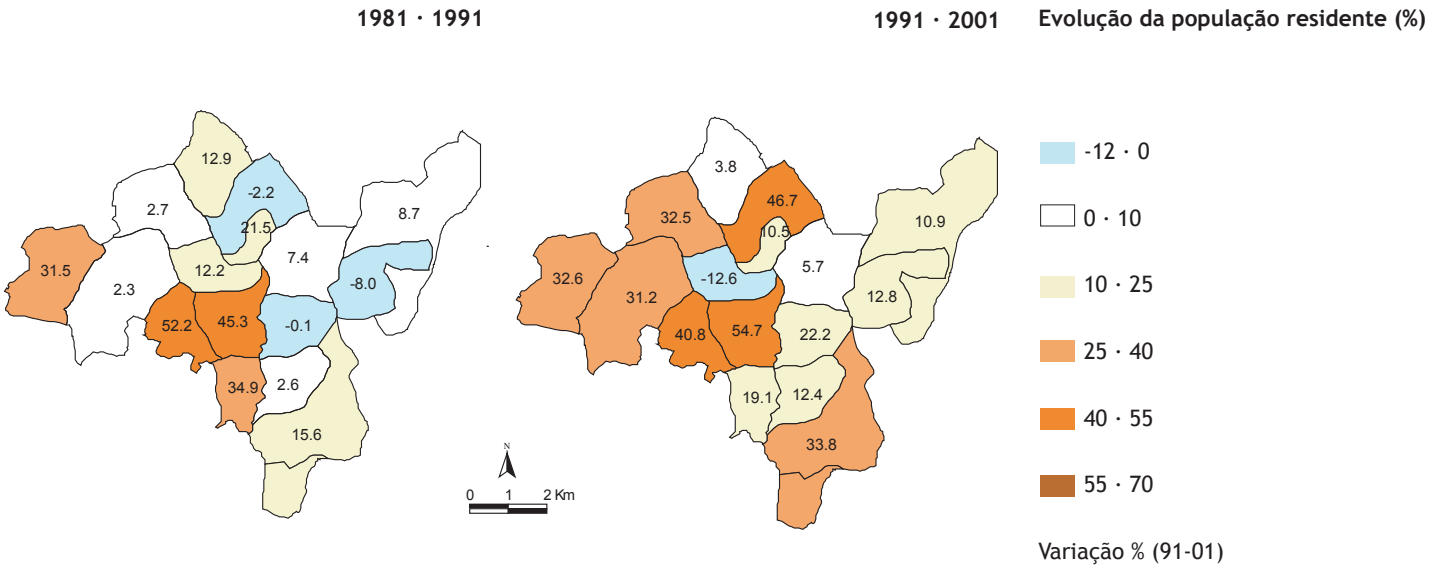 1981 · 1991
1991 · 2001
Evolução da população residente (%)
12.9
-2.2
2.7
21.5
8.7
31.5
12.2
7.4
2.3
-8.0
52.2
45.3
-0.1
34.9
2.6
15.6
3.8
46.7
32.5
10.5
10.9
32.6
-12.6
5.7
31.2
12.8
40.8
54.7
22.2
19.1
12.4
33.8
N
0 1 2 Km
-12 · 0
0 · 10
10 · 25
25 · 40
40 · 55
55 · 70
Variação % (91-01)